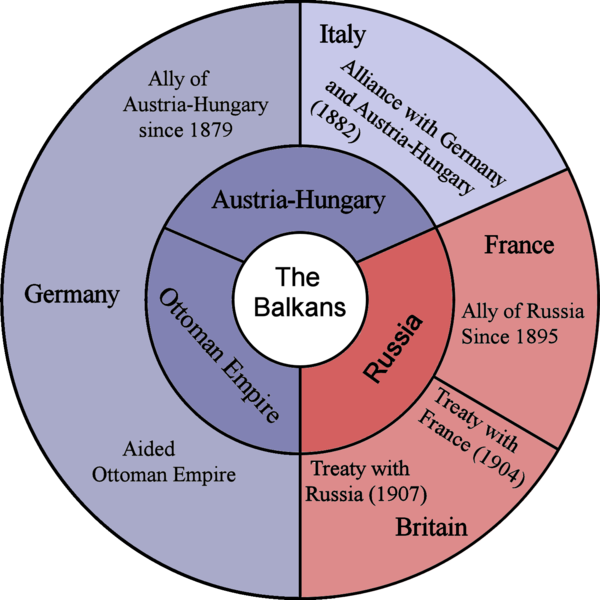 Italy
Alliance with Germany
and Austria-Hungary
(1882)
Ally of
Austria-Hungary
since 1879
Austria-Hungary
France
Ally of Russia
Since 1895
The
Balkans
Germany
Ottoman Empire
Russia
Treaty with
France (1904)
Aided
Ottoman Empire
Treaty with
Russia (1907)
Britain